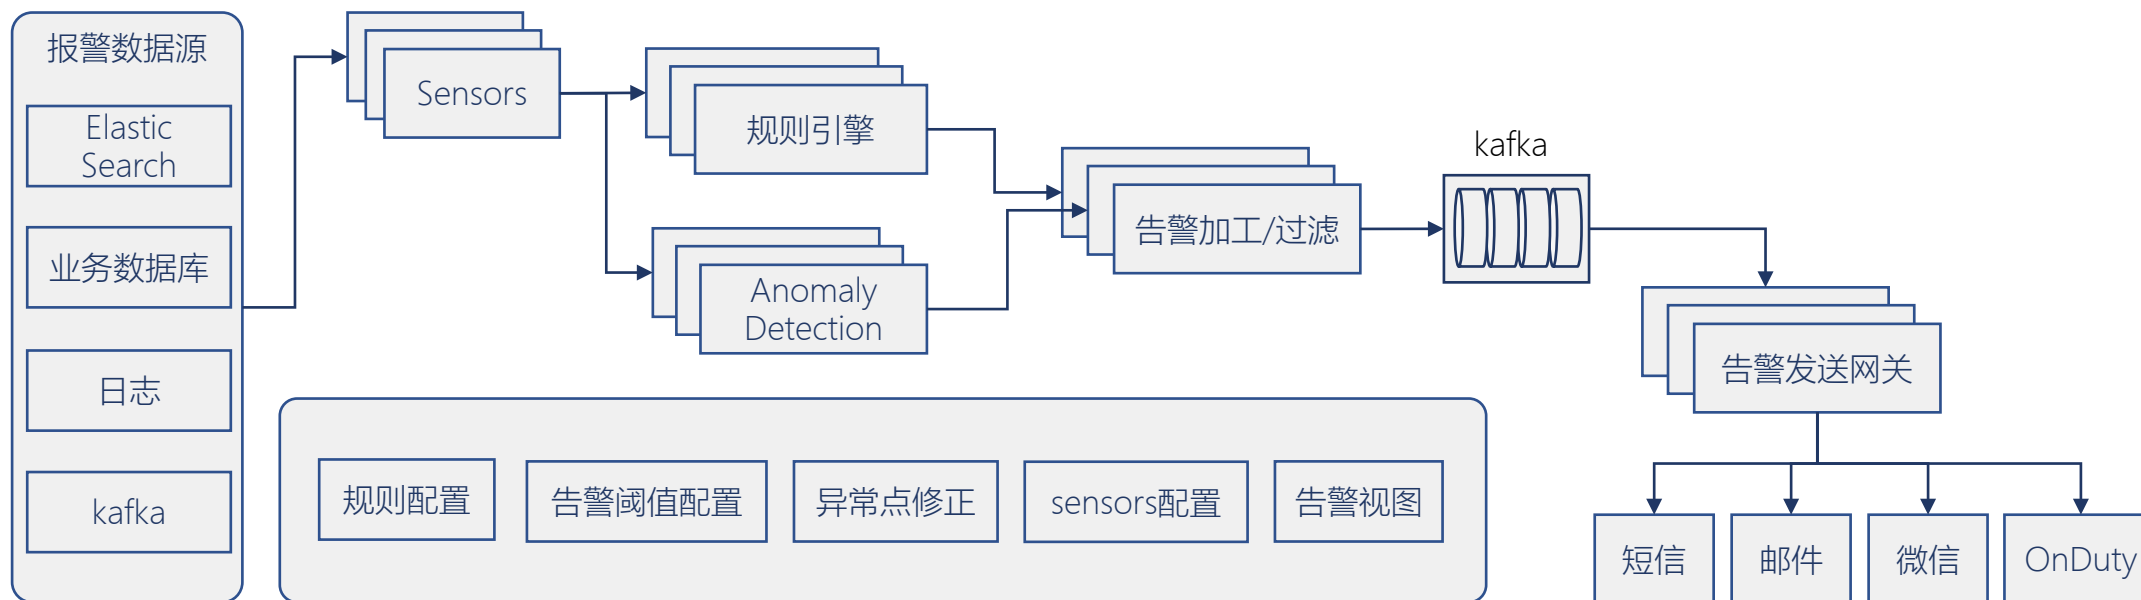 报警数据源
Elastic
Search
业务数据库
日志
kafka
Sensors
规则引擎
Anomaly
Detection
告警加工/过滤
kafka
告警发送网关
短信
邮件
微信
OnDuty
规则配置
告警阈值配置
异常点修正
sensors配置
告警视图